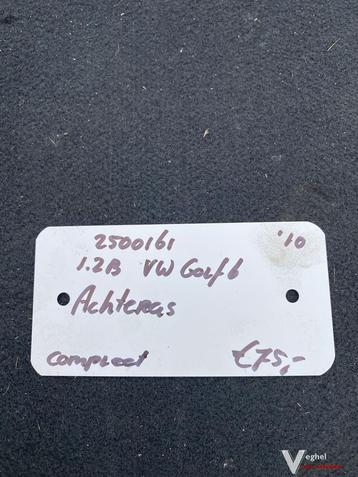 2500161 '10
1.2B VW Golf 6
Achteras
compleet €75,-
Veghel